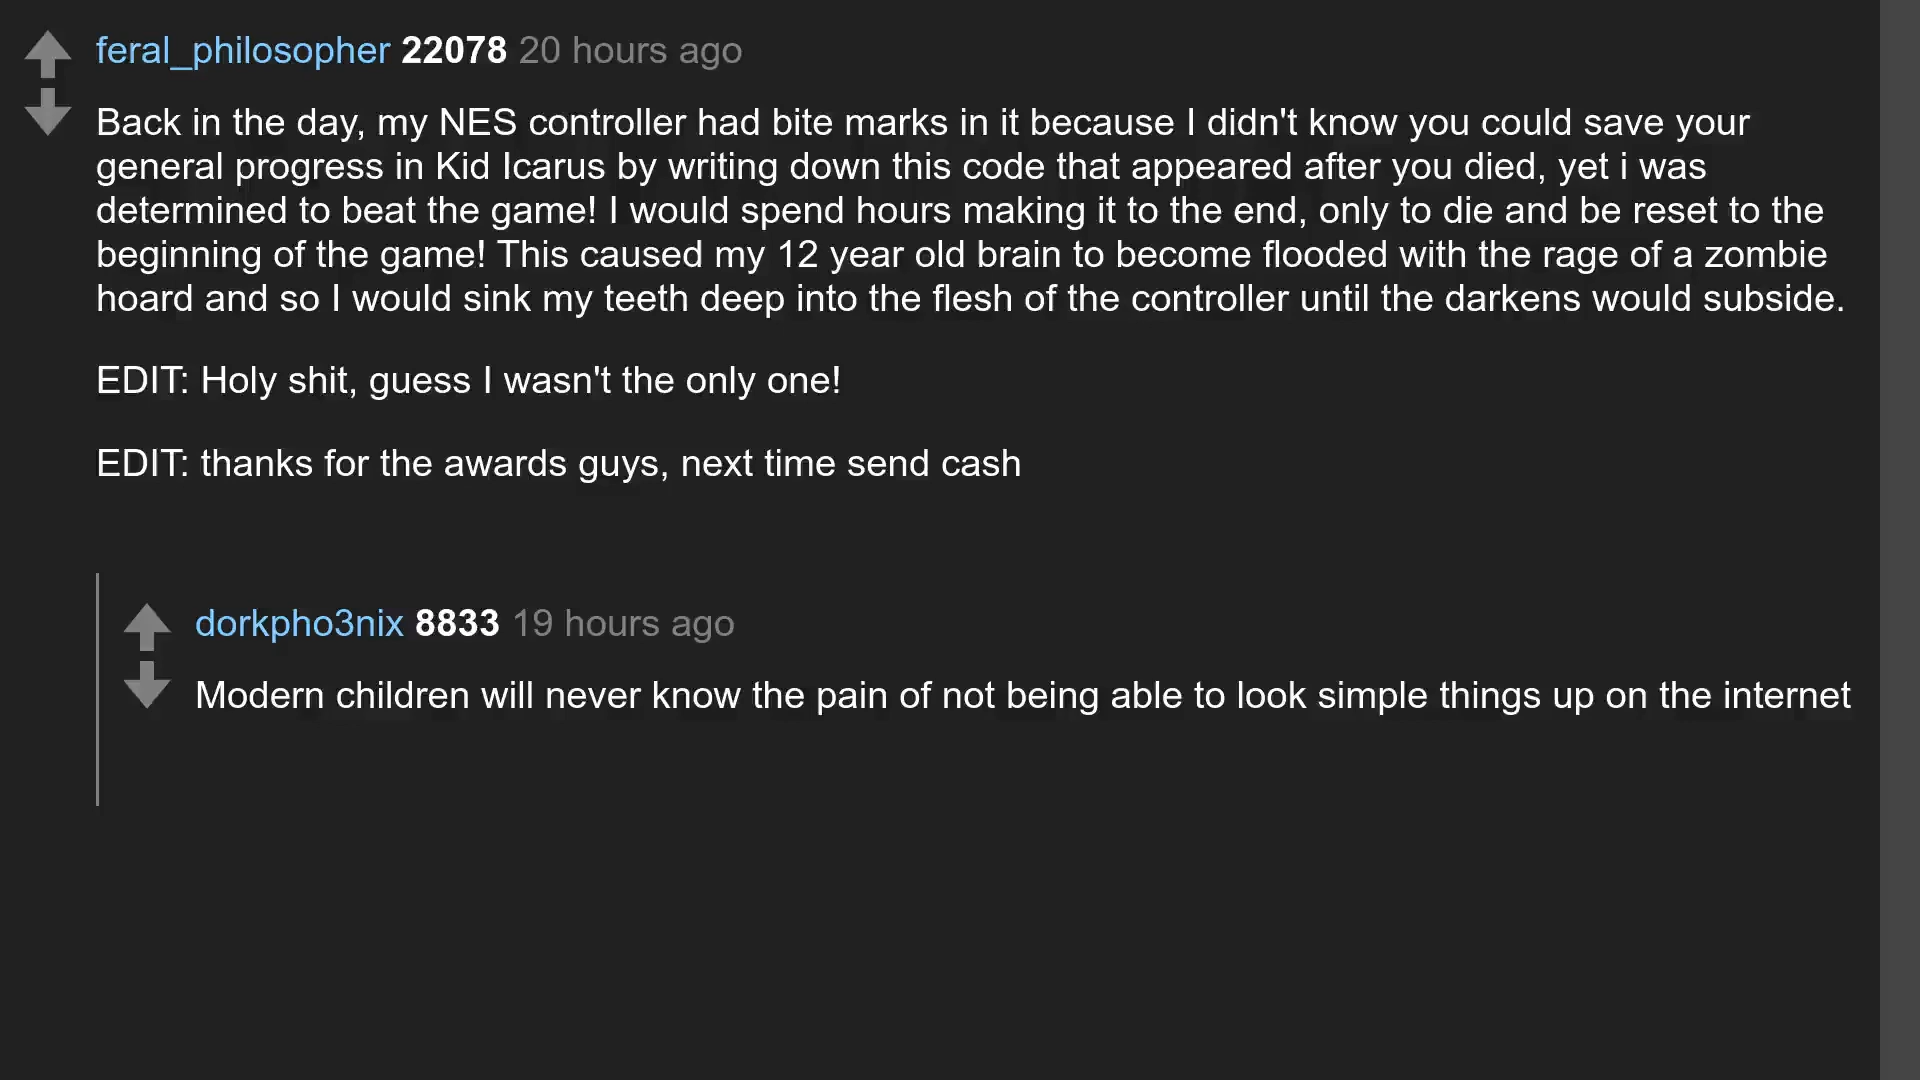 feral_philosopher 22078 20 hours ago
Back in the day, my NES controller had bite marks in it because I didn't know you could save your
general progress in Kid Icarus by writing down this code that appeared after you died, yet i was
determined to beat the game! I would spend hours making it to the end, only to die and be reset to the
beginning of the game! This caused my 12 year old brain to become flooded with the rage of a zombie
hoard and so I would sink my teeth deep into the flesh of the controller until the darkens would subside.
EDIT: Holy shit, guess I wasn't the only one!
EDIT: thanks for the awards guys, next time send cash
dorkpho3nix 8833 19 hours ago
Modern children will never know the pain of not being able to look simple things up on the internet